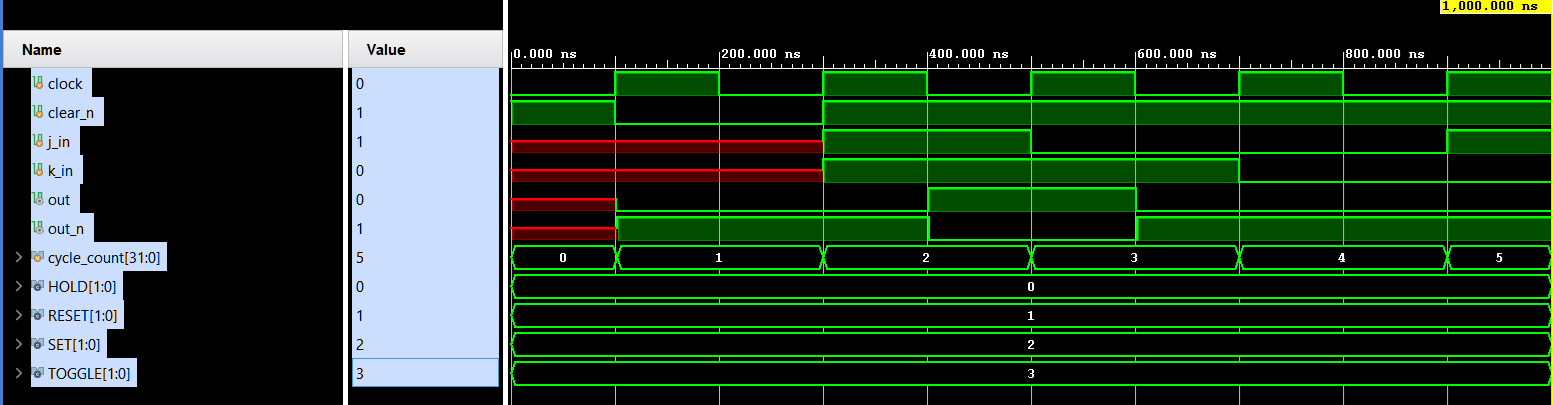 1,000.000 ns
Name Value 0.000 ns 200.000 ns 400.000 ns 600.000 ns 800.000 ns
clock 0
clear_n 1
j_in 1
k_in 0
out 0
out_n 1
cycle_count[31:0] 5 0 1 2 3 4 5
HOLD[1:0] 0 0
RESET[1:0] 1 1
SET[1:0] 2 2
TOGGLE[1:0] 3 3